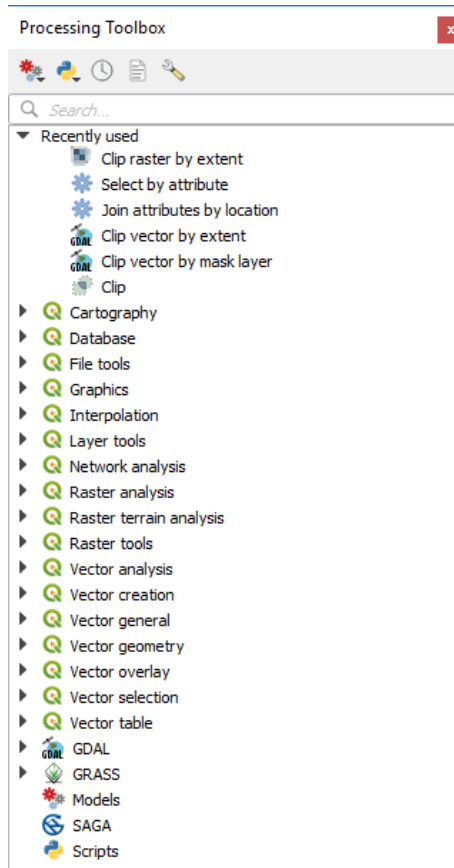 Processing Toolbox
x
Search...
Recently used
Clip raster by extent
Select by attribute
Join attributes by location
GDAL Clip vector by extent
GDAL Clip vector by mask layer
Clip
Cartography
Database
File tools
Graphics
Interpolation
Layer tools
Network analysis
Raster analysis
Raster terrain analysis
Raster tools
Vector analysis
Vector creation
Vector general
Vector geometry
Vector overlay
Vector selection
Vector table
GDAL GDAL
GRASS
Models
SAGA
Scripts